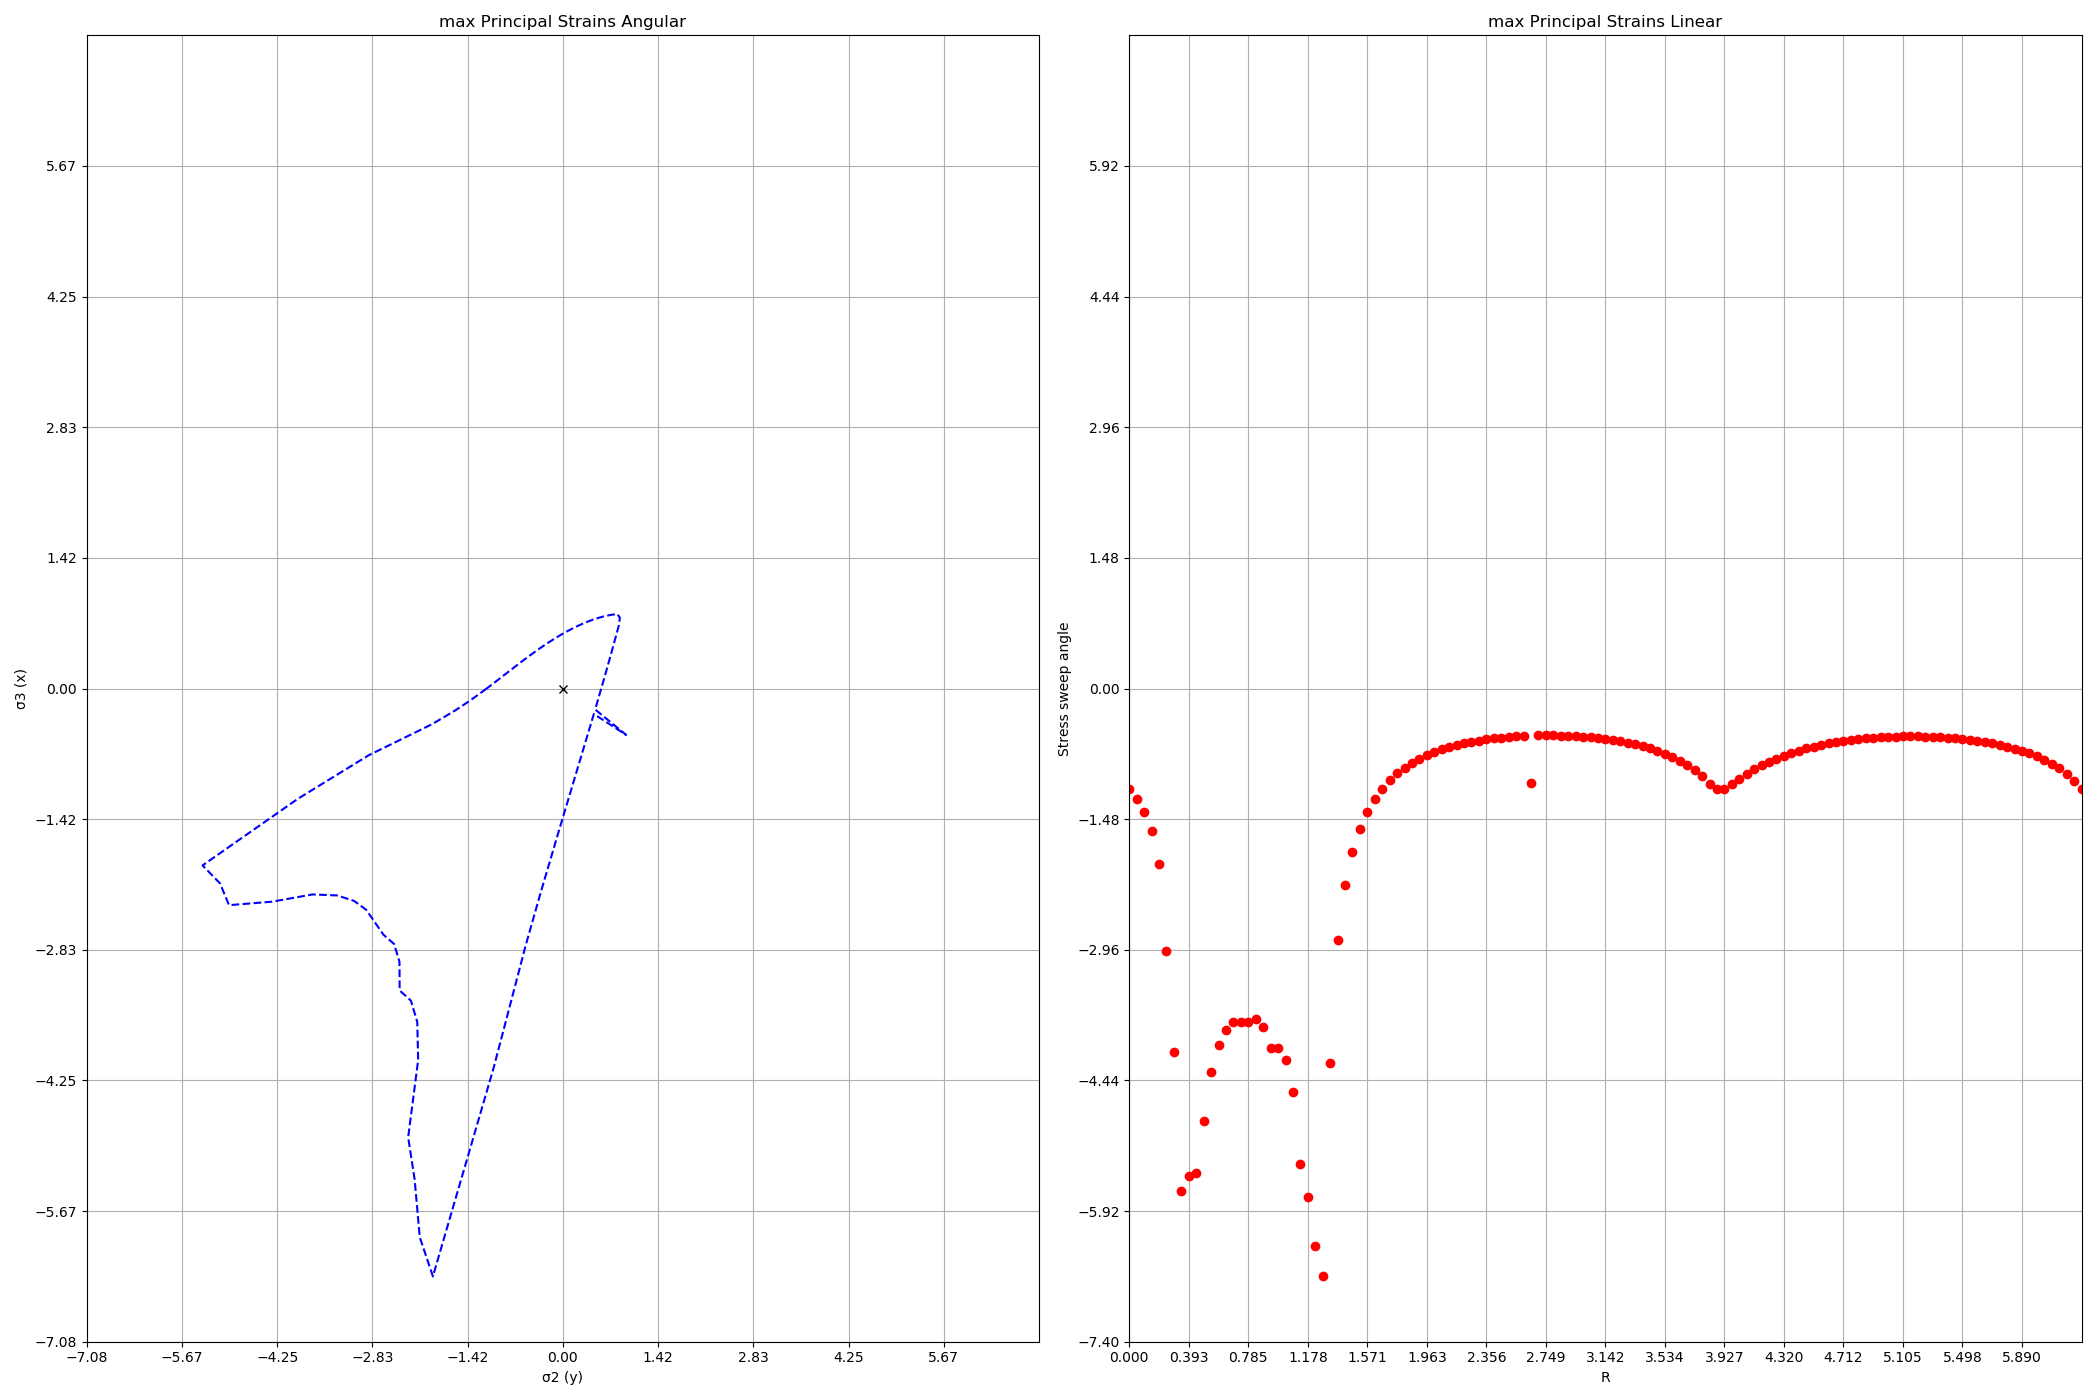 max Principal Strains Angular
5.67
4.25
2.83
1.42
0.00
−1.42
−2.83
−4.25
−5.67
−7.08
σ3 (x)
−7.08 −5.67 −4.25 −2.83 −1.42 0.00 1.42 2.83 4.25 5.67
σ2 (y)
max Principal Strains Linear
5.92
4.44
2.96
1.48
0.00
−1.48
−2.96
−4.44
−5.92
−7.40
Stress sweep angle
0.000 0.393 0.785 1.178 1.571 1.963 2.356 2.749 3.142 3.534 3.927 4.320 4.712 5.105 5.498 5.890
R